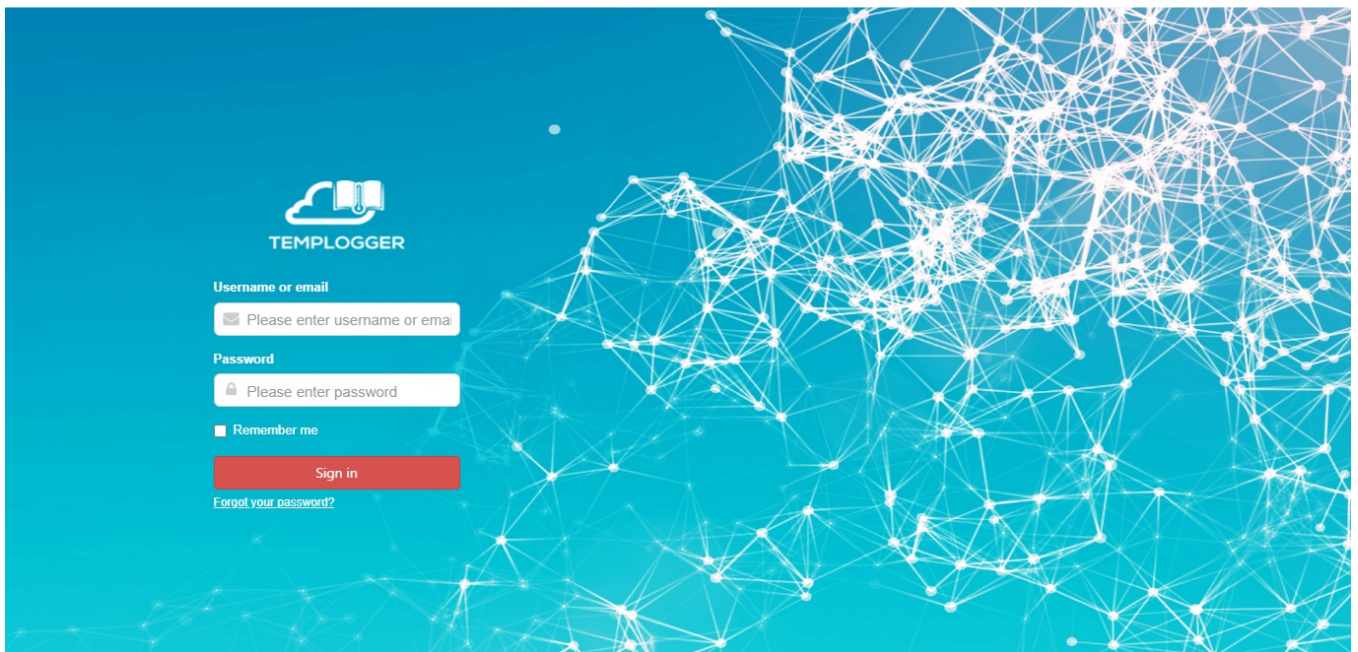 TEMPLOGGER
Username or email
Please enter username or emai
Password
Please enter password
Remember me
Sign in
Forgot your password?